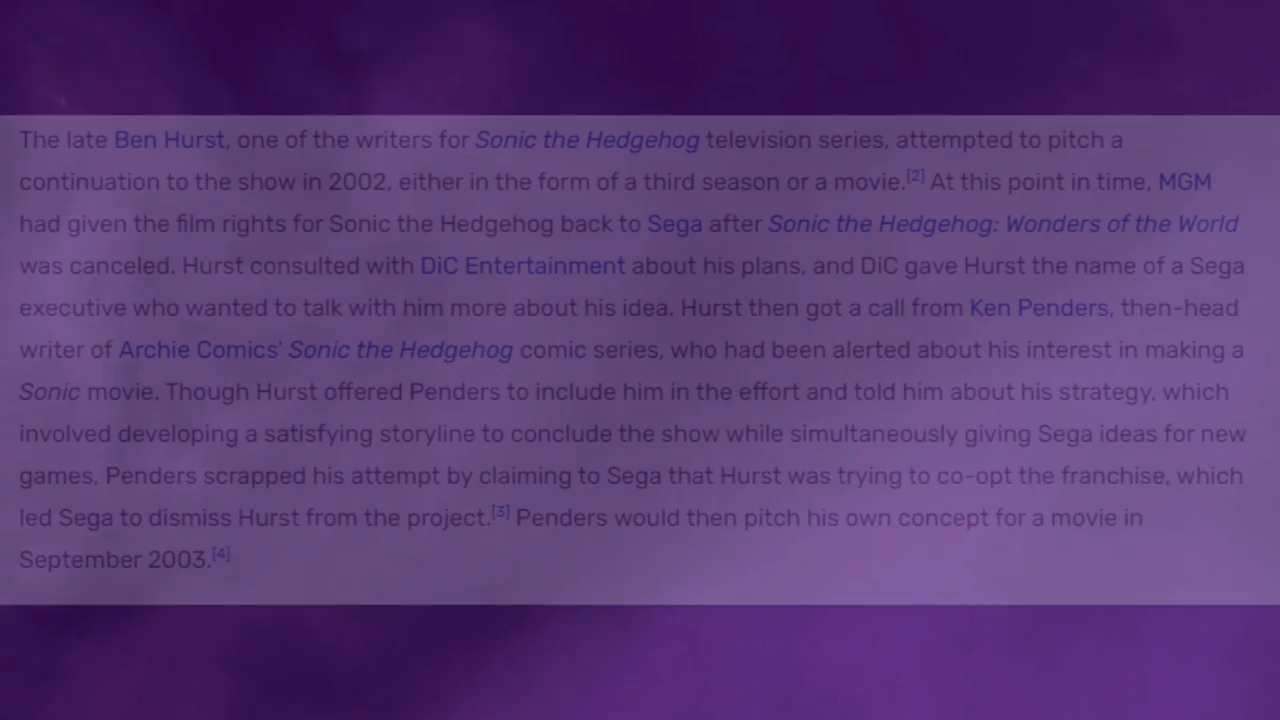 The late Ben Hurst, one of the writers for Sonic the Hedgehog television series, attempted to pitch a
continuation to the show in 2002, either in the form of a third season or a movie.[2] At this point in time, MGM
had given the film rights for Sonic the Hedgehog back to Sega after Sonic the Hedgehog: Wonders of the World
was canceled. Hurst consulted with DiC Entertainment about his plans, and DiC gave Hurst the name of a Sega
executive who wanted to talk with him more about his idea. Hurst then got a call from Ken Penders, then-head
writer of Archie Comics' Sonic the Hedgehog comic series, who had been alerted about his interest in making a
Sonic movie. Though Hurst offered Penders to include him in the effort and told him about his strategy, which
involved developing a satisfying storyline to conclude the show while simultaneously giving Sega ideas for new
games, Penders scrapped his attempt by claiming to Sega that Hurst was trying to co-opt the franchise, which
led Sega to dismiss Hurst from the project.[3] Penders would then pitch his own concept for a movie in
September 2003.[4]